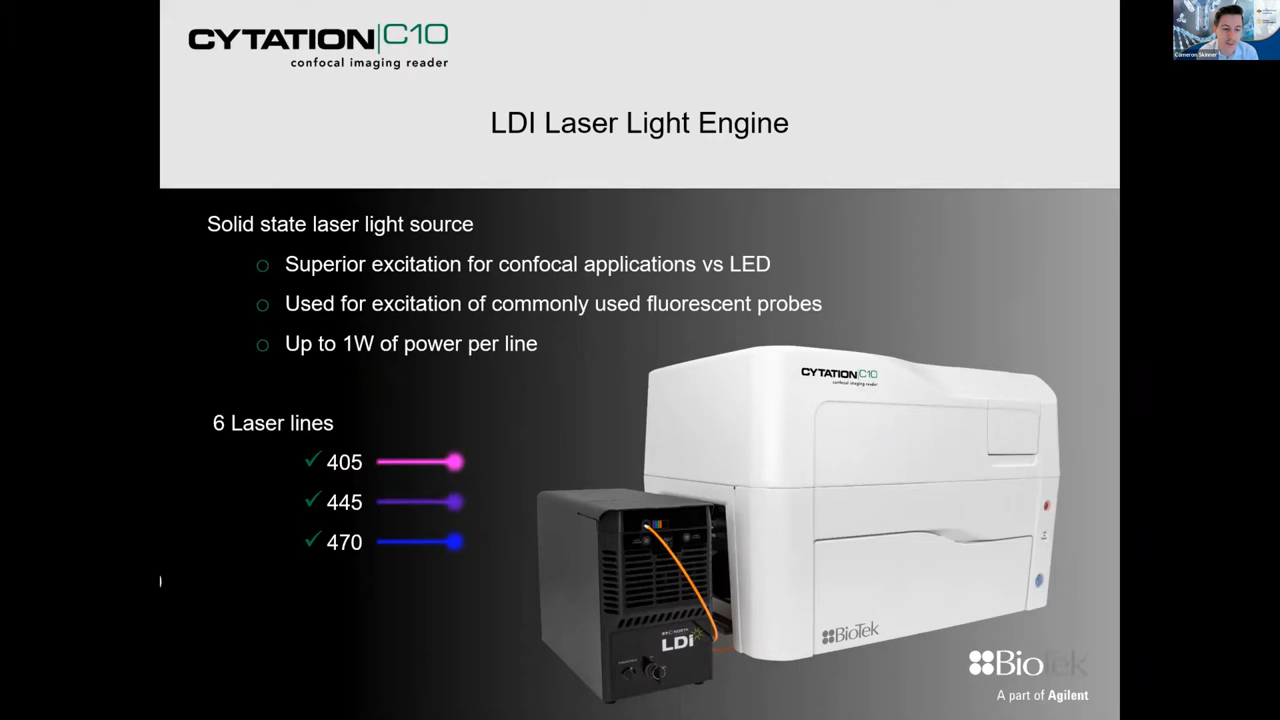 CYTATION|C10
confocal imaging reader
Cameron Skinner
LDI Laser Light Engine
Solid state laser light source
Superior excitation for confocal applications vs LED
Used for excitation of commonly used fluorescent probes
Up to 1W of power per line
CYTATION|C10
confocal imaging reader
6 Laser lines
405
445
470
LDi
BioTek
BioTek
A part of Agilent